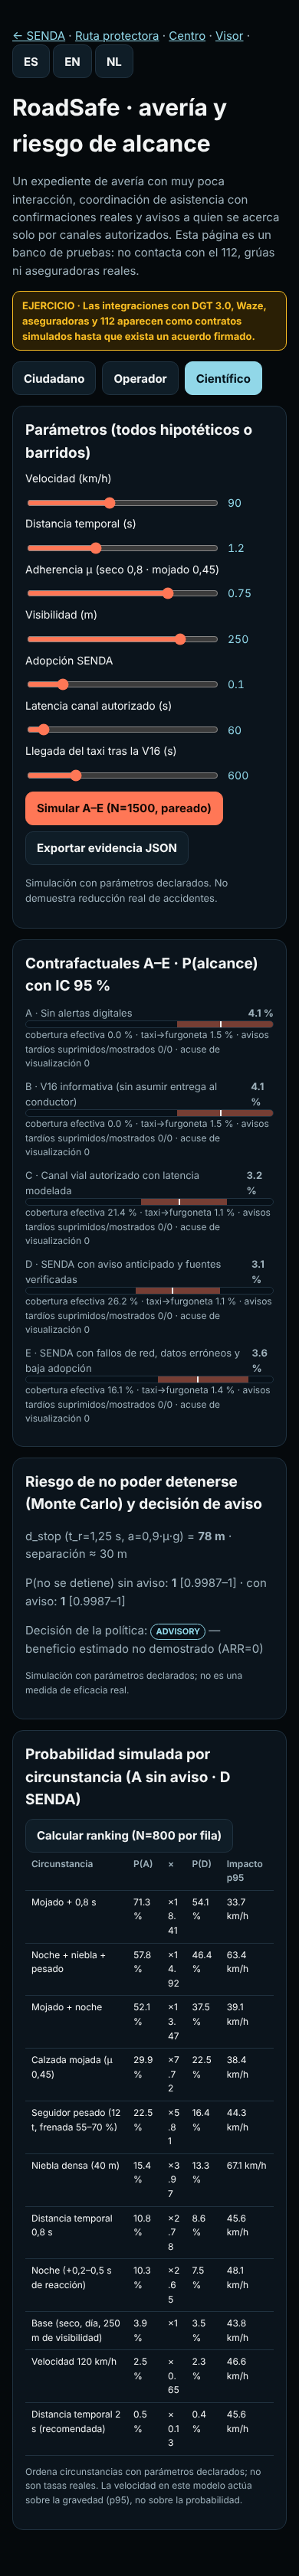 ← SENDA · Ruta protectora · Centro · Visor ·
ES EN NL
RoadSafe · avería y
riesgo de alcance
Un expediente de avería con muy poca
interacción, coordinación de asistencia con
confirmaciones reales y avisos a quien se acerca
solo por canales autorizados. Esta página es un
banco de pruebas: no contacta con el 112, grúas
ni aseguradoras reales.
EJERCICIO · Las integraciones con DGT 3.0, Waze,
aseguradoras y 112 aparecen como contratos
simulados hasta que exista un acuerdo firmado.
Ciudadano Operador Científico
Parámetros (todos hipotéticos o
barridos)
Velocidad (km/h)
90
Distancia temporal (s)
1.2
Adherencia μ (seco 0,8 · mojado 0,45)
0.75
Visibilidad (m)
250
Adopción SENDA
0.1
Latencia canal autorizado (s)
60
Llegada del taxi tras la V16 (s)
600
Simular A–E (N=1500, pareado)
Exportar evidencia JSON
Simulación con parámetros declarados. No
demuestra reducción real de accidentes.
Contrafactuales A–E · P(alcance)
con IC 95 %
A · Sin alertas digitales 4.1 %
cobertura efectiva 0.0 % · taxi→furgoneta 1.5 % · avisos
tardíos suprimidos/mostrados 0/0 · acuse de
visualización 0
B · V16 informativa (sin asumir entrega al 4.1
conductor) %
cobertura efectiva 0.0 % · taxi→furgoneta 1.5 % · avisos
tardíos suprimidos/mostrados 0/0 · acuse de
visualización 0
C · Canal vial autorizado con latencia 3.2
modelada %
cobertura efectiva 21.4 % · taxi→furgoneta 1.1 % · avisos
tardíos suprimidos/mostrados 0/0 · acuse de
visualización 0
D · SENDA con aviso anticipado y fuentes 3.1
verificadas %
cobertura efectiva 26.2 % · taxi→furgoneta 1.1 % · avisos
tardíos suprimidos/mostrados 0/0 · acuse de
visualización 0
E · SENDA con fallos de red, datos erróneos y 3.6
baja adopción %
cobertura efectiva 16.1 % · taxi→furgoneta 1.4 % · avisos
tardíos suprimidos/mostrados 0/0 · acuse de
visualización 0
Riesgo de no poder detenerse
(Monte Carlo) y decisión de aviso
d_stop (t_r=1,25 s, a=0,9·μ·g) = 78 m ·
separación ≈ 30 m
P(no se detiene) sin aviso: 1 [0.9987–1] · con
aviso: 1 [0.9987–1]
Decisión de la política: ADVISORY —
beneficio estimado no demostrado (ARR=0)
Simulación con parámetros declarados; no es una
medida de eficacia real.
Probabilidad simulada por
circunstancia (A sin aviso · D
SENDA)
Calcular ranking (N=800 por fila)
Circunstancia P(A) × P(D) Impacto
p95
Mojado + 0,8 s 71.3 ×1 54.1 33.7
% 8. % km/h
41
Noche + niebla + 57.8 ×1 46.4 63.4
pesado % 4. % km/h
92
Mojado + noche 52.1 ×1 37.5 39.1
% 3. % km/h
47
Calzada mojada (μ 29.9 ×7 22.5 38.4
0,45) % .7 % km/h
2
Seguidor pesado (12 22.5 ×5 16.4 44.3
t, frenada 55–70 %) % .8 % km/h
1
Niebla densa (40 m) 15.4 ×3 13.3 67.1 km/h
% .9 %
7
Distancia temporal 10.8 ×2 8.6 45.6
0,8 s % .7 % km/h
8
Noche (+0,2–0,5 s 10.3 ×2 7.5 48.1
de reacción) % .6 % km/h
5
Base (seco, día, 250 3.9 ×1 3.5 43.8
m de visibilidad) % % km/h
Velocidad 120 km/h 2.5 × 2.3 46.6
% 0. % km/h
65
Distancia temporal 2 0.5 × 0.4 45.6
s (recomendada) % 0.1 % km/h
3
Ordena circunstancias con parámetros declarados; no
son tasas reales. La velocidad en este modelo actúa
sobre la gravedad (p95), no sobre la probabilidad.